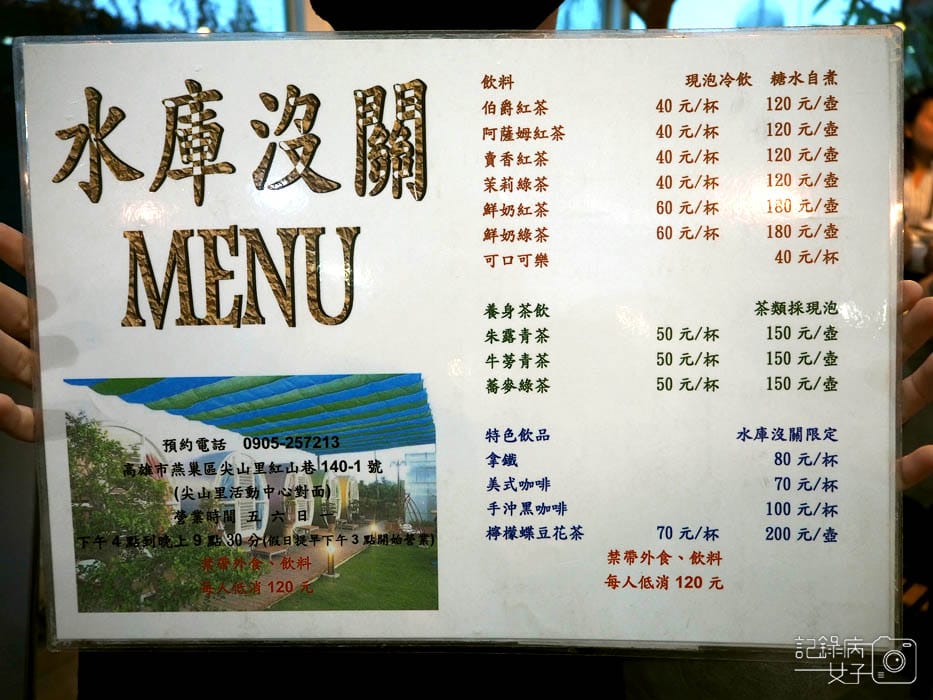 水庫沒關
MENU
預約電話 0905-257213
高雄市燕巢區尖山里紅山巷 140-1 號
(尖山里活動中心對面)
營業時間 五 六 日 一
下午 4 點到晚上 9 點 30 分(假日提早下午 3 點開始營業)
禁帶外食、飲料
每人低消 120 元
飲料 現泡冷飲 糖水自煮
伯爵紅茶 40 元/杯 120 元/壺
阿薩姆紅茶 40 元/杯 120 元/壺
賣香紅茶 40 元/杯 120 元/壺
茉莉綠茶 40 元/杯 120 元/壺
鮮奶紅茶 60 元/杯 180 元/壺
鮮奶綠茶 60 元/杯 180 元/壺
可口可樂 40 元/杯
養身茶飲 茶類採現泡
朱露青茶 50 元/杯 150 元/壺
牛蒡青茶 50 元/杯 150 元/壺
蕎麥綠茶 50 元/杯 150 元/壺
特色飲品 水庫沒關限定
拿鐵 80 元/杯
美式咖啡 70 元/杯
手沖黑咖啡 100 元/杯
檸檬蝶豆花茶 70 元/杯 200 元/壺
禁帶外食、飲料
每人低消 120 元
記錄病
一女子